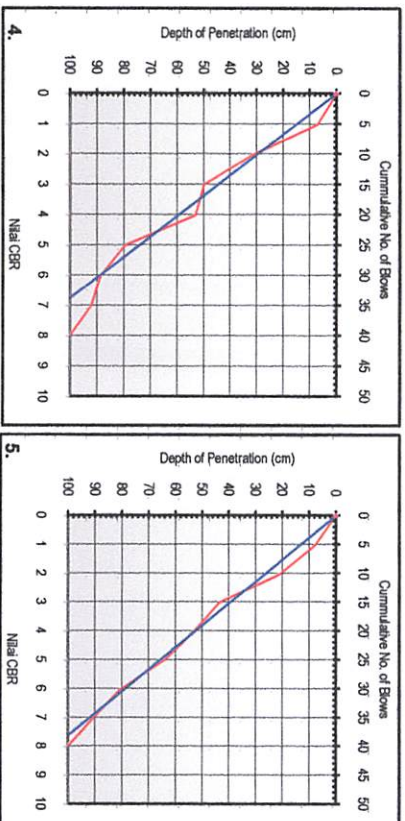 4.
Cummulative No. of Blows
0 5 10 15 20 25 30 35 40 45 50
Depth of Penetration (cm)
0
10
20
30
40
50
60
70
80
90
100
0 1 2 3 4 5 6 7 8 9 10
Nilai CBR
5.
Cummulative No. of Blows
0 5 10 15 20 25 30 35 40 45 50
Depth of Penetration (cm)
0
10
20
30
40
50
60
70
80
90
100
0 1 2 3 4 5 6 7 8 9 10
Nilai CBR